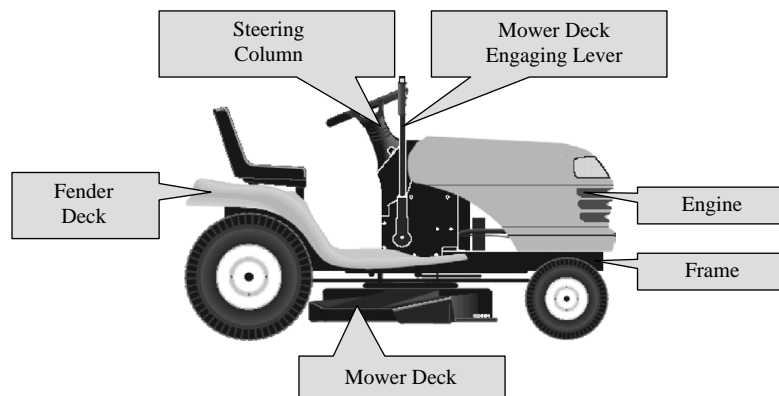 Steering
Column
Mower Deck
Engaging Lever
Fender
Deck
Engine
Frame
Mower Deck